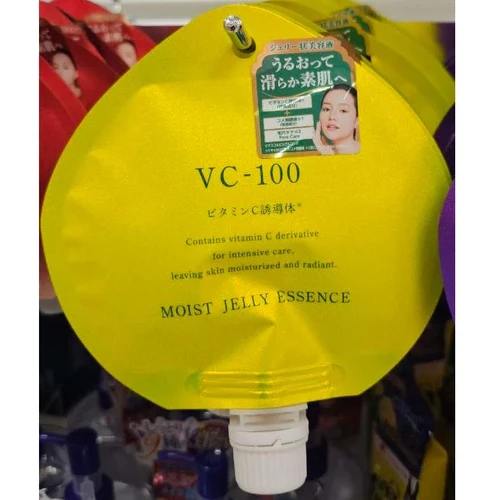 ジェリー状美容液
うるおって
滑らか素肌へ
VC-100
ビタミンC誘導体*
Contains vitamin C derivative
for intensive care,
leaving skin moisturized and radiant.
MOIST JELLY ESSENCE